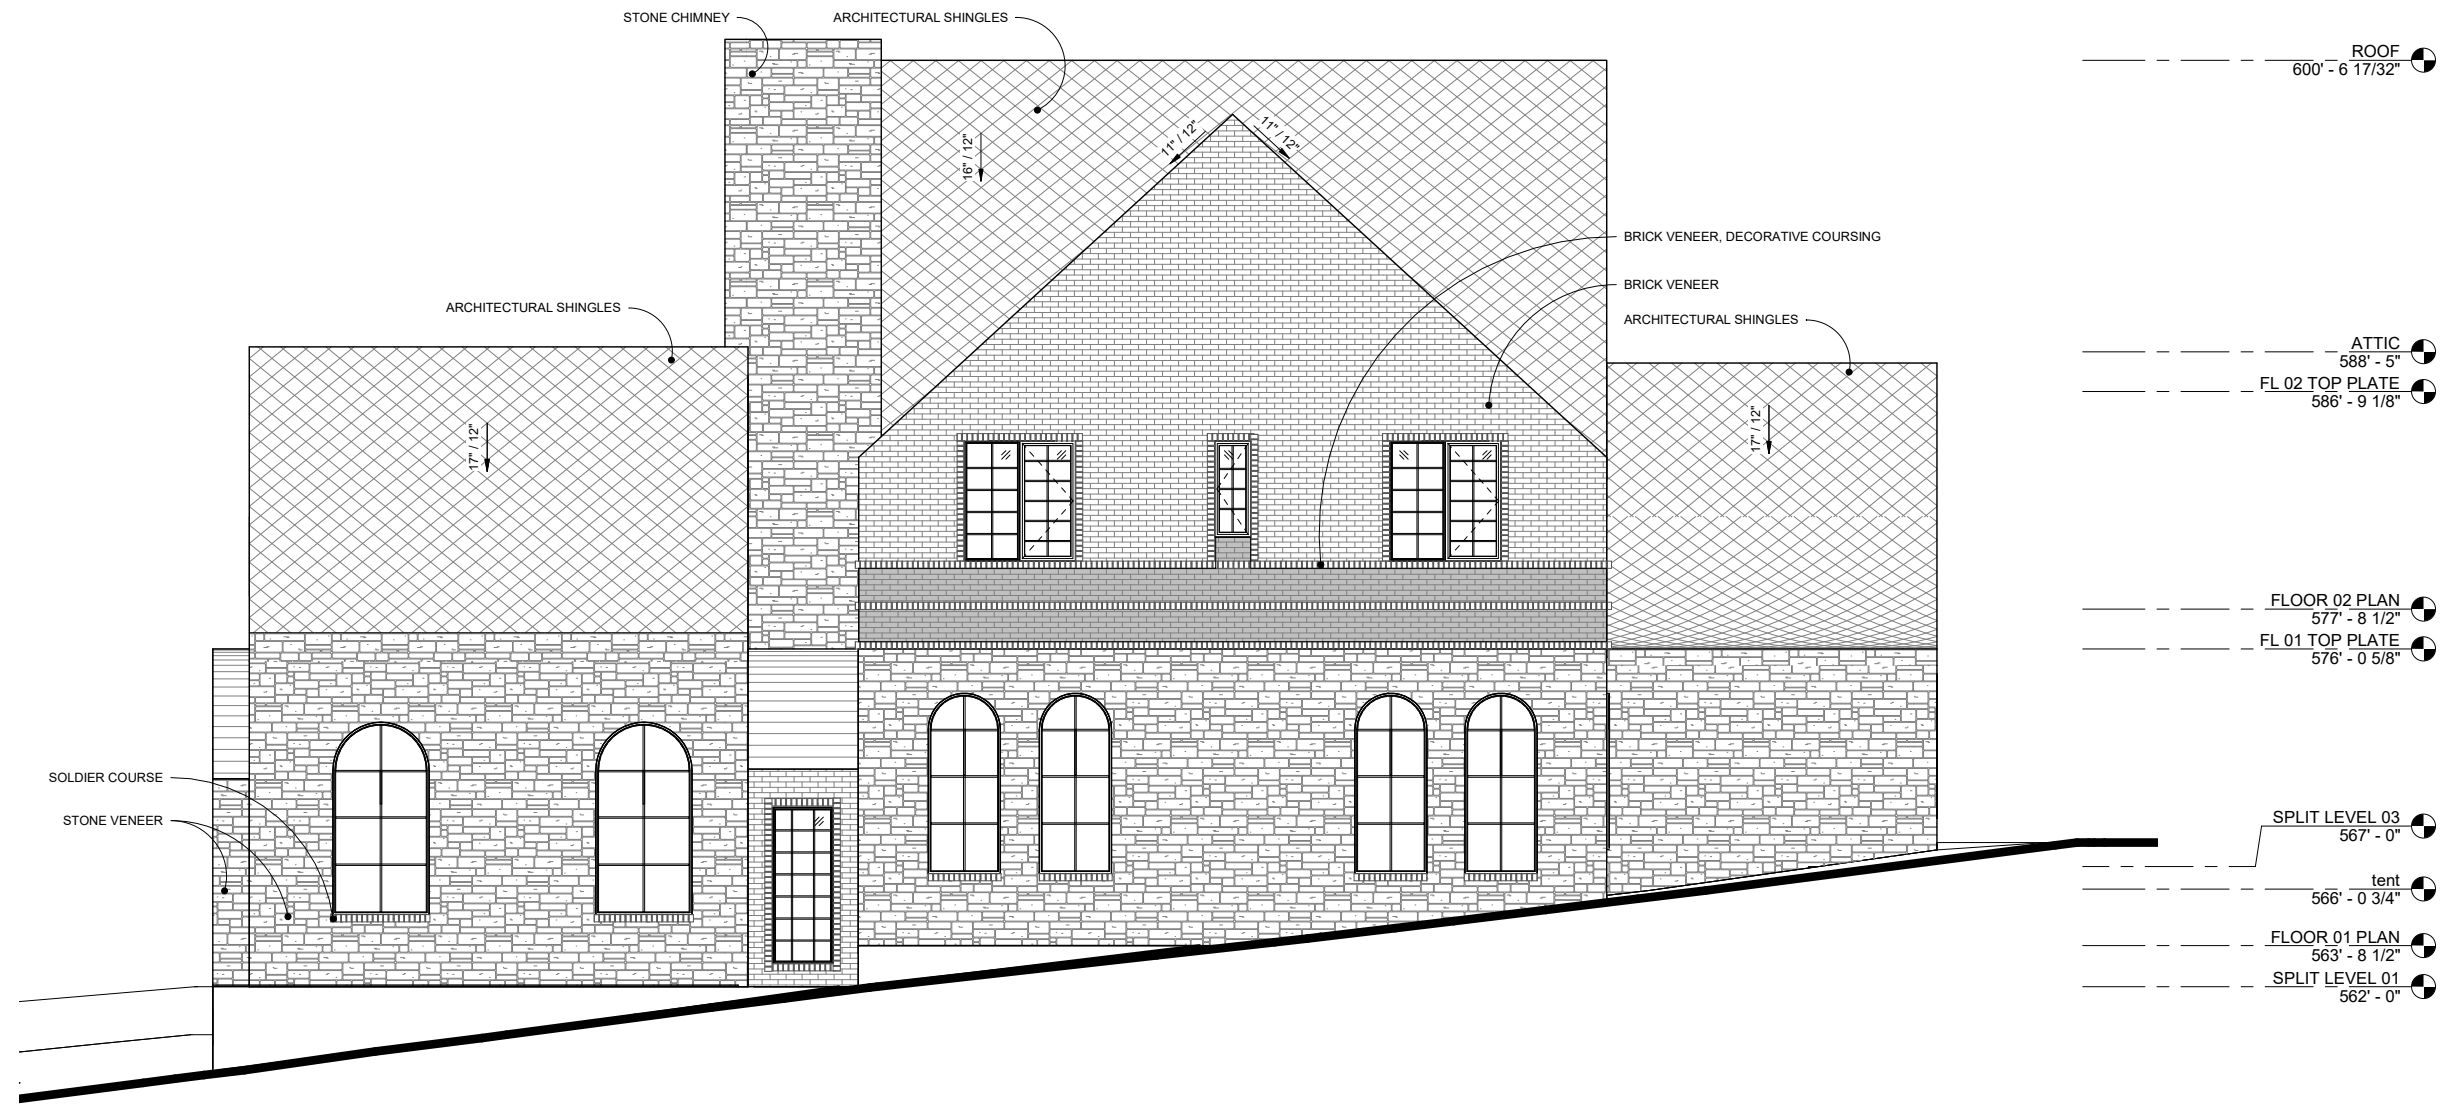 STONE CHIMNEY
ARCHITECTURAL SHINGLES
ROOF
600' - 6 17/32"
11" / 12"
11" / 12"
16" / 12"
BRICK VENEER, DECORATIVE COURSING
BRICK VENEER
ARCHITECTURAL SHINGLES
ARCHITECTURAL SHINGLES
ATTIC
588' - 5"
FL 02 TOP PLATE
586' - 9 1/8"
17" / 12"
17" / 12"
FLOOR 02 PLAN
577' - 8 1/2"
FL 01 TOP PLATE
576' - 0 5/8"
SOLDIER COURSE
STONE VENEER
SPLIT LEVEL 03
567' - 0"
tent
566' - 0 3/4"
FLOOR 01 PLAN
563' - 8 1/2"
SPLIT LEVEL 01
562' - 0"